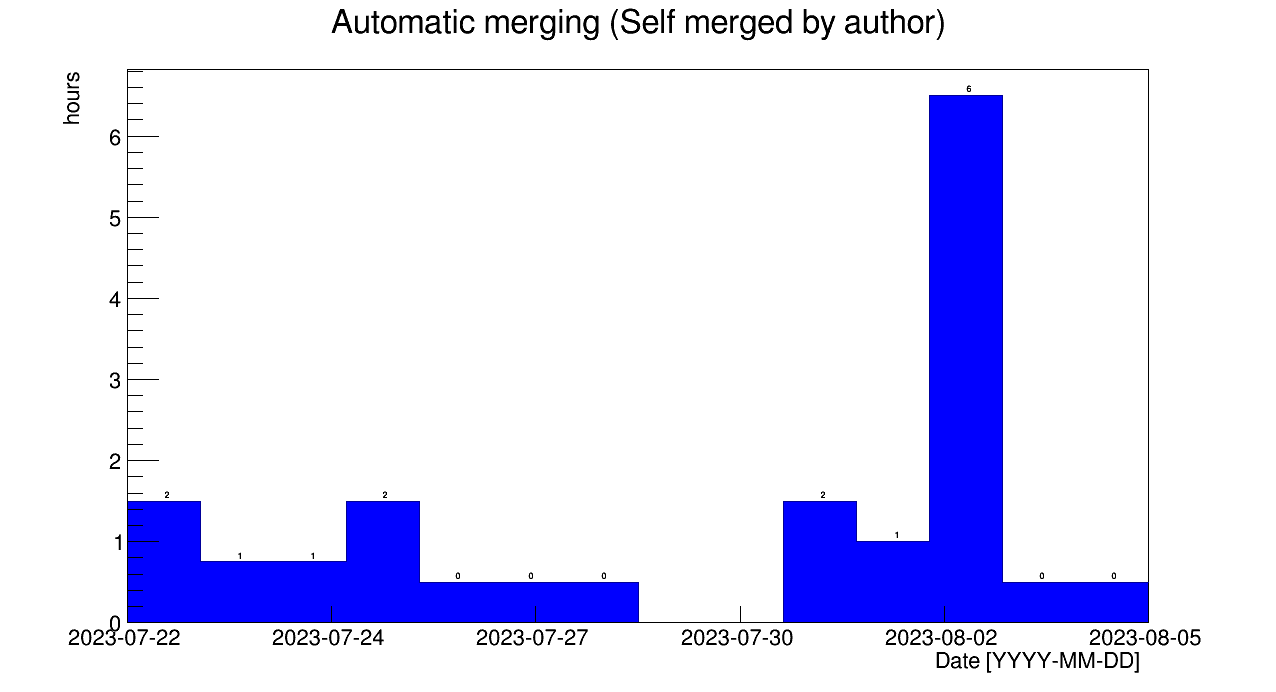 Automatic merging (Self merged by author)
hours
6
6
5
4
3
2
2 2 2
1 1 1 1
0 0 0 0 0
0
2023-07-22 2023-07-24 2023-07-27 2023-07-30 2023-08-02 2023-08-05
Date [YYYY-MM-DD]